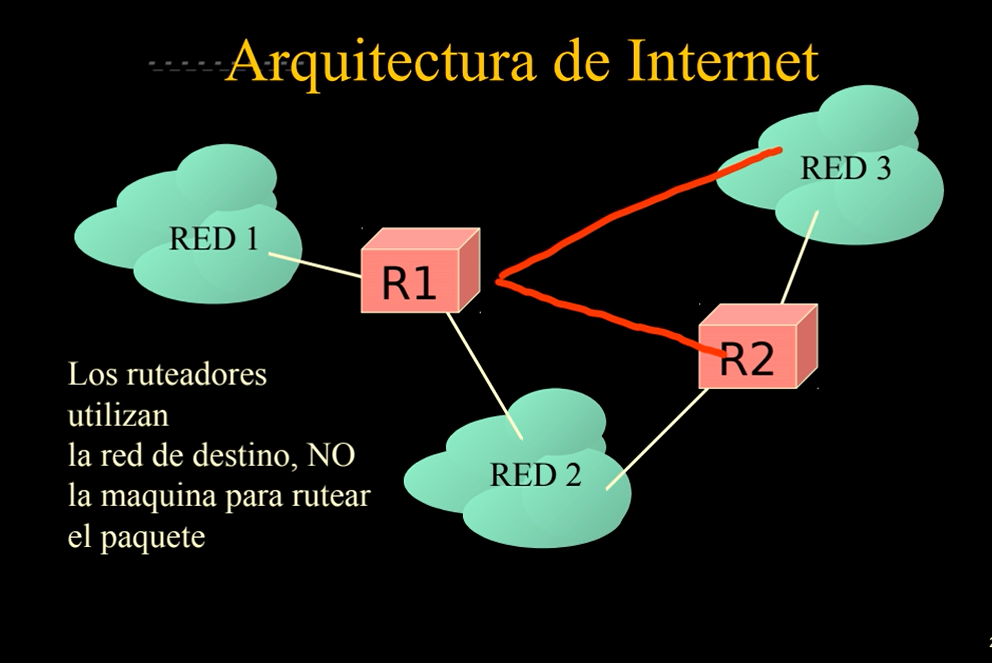 Arquitectura de Internet
RED 3
RED 1
R1
R2
Los ruteadores
utilizan
la red de destino, NO
la maquina para rutear
el paquete
RED 2